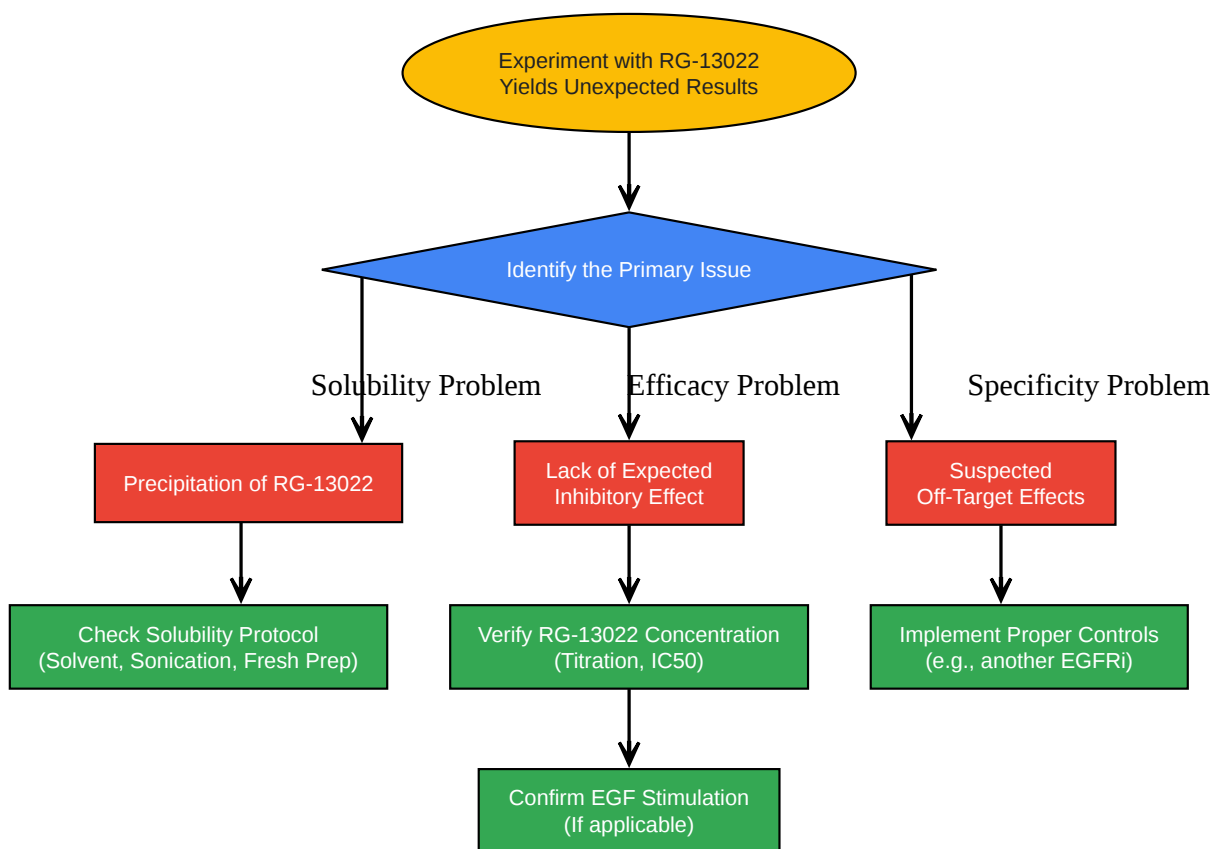 Experiment with RG-13022
Yields Unexpected Results
Identify the Primary Issue
Solubility Problem
Efficacy Problem
Specificity Problem
Precipitation of RG-13022
Lack of Expected
Inhibitory Effect
Suspected
Off-Target Effects
Check Solubility Protocol
(Solvent, Sonication, Fresh Prep)
Verify RG-13022 Concentration
(Titration, IC50)
Implement Proper Controls
(e.g., another EGFRi)
Confirm EGF Stimulation
(If applicable)